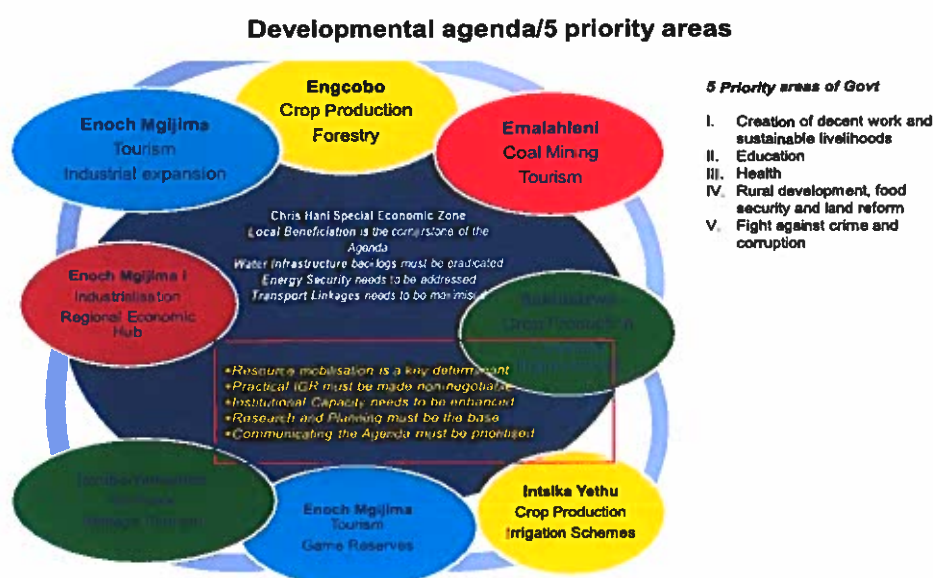 Developmental agenda/5 priority areas
Engcobo
Crop Production
Forestry
Enoch Mgijima
Tourism
Industrial expansion
Emalahleni
Coal Mining
Tourism
5 Priority areas of Govt
I. Creation of decent work and
sustainable livelihoods
II. Education
III. Health
IV. Rural development, food
security and land reform
V. Fight against crime and
corruption
Chris Hani Special Economic Zone
Local Beneficiation is the cornerstone of the
Agenda
Water Infrastructure backlogs must be eradicated
Energy Security needs to be addressed
Transport Linkages needs to be
Enoch Mgijima I
Industrialisation
Regional Economic
Hub
Crop Production
•Resource mobilisation is a key determinant
•Practical IGR must be made non-negotiable
•Institutional Capacity needs to be enhanced
•Research and Planning must be the base
•Communicating the Agenda must be prioritised
Intsika Yethu
Crop Production
Irrigation Schemes
Enoch Mgijima
Tourism
Game Reserves